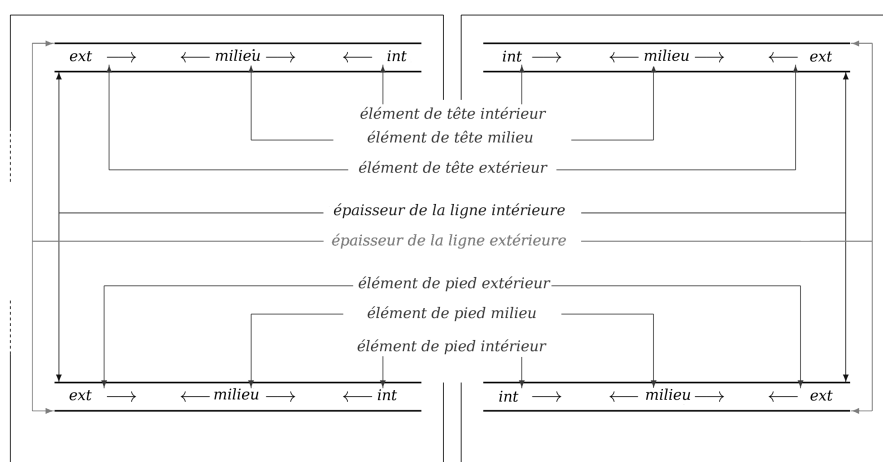 ext milieu int int milieu ext
élément de tête intérieur
élément de tête milieu
élément de tête extérieur
épaisseur de la ligne intérieure
épaisseur de la ligne extérieure
élément de pied extérieur
élément de pied milieu
élément de pied intérieur
ext milieu int int milieu ext